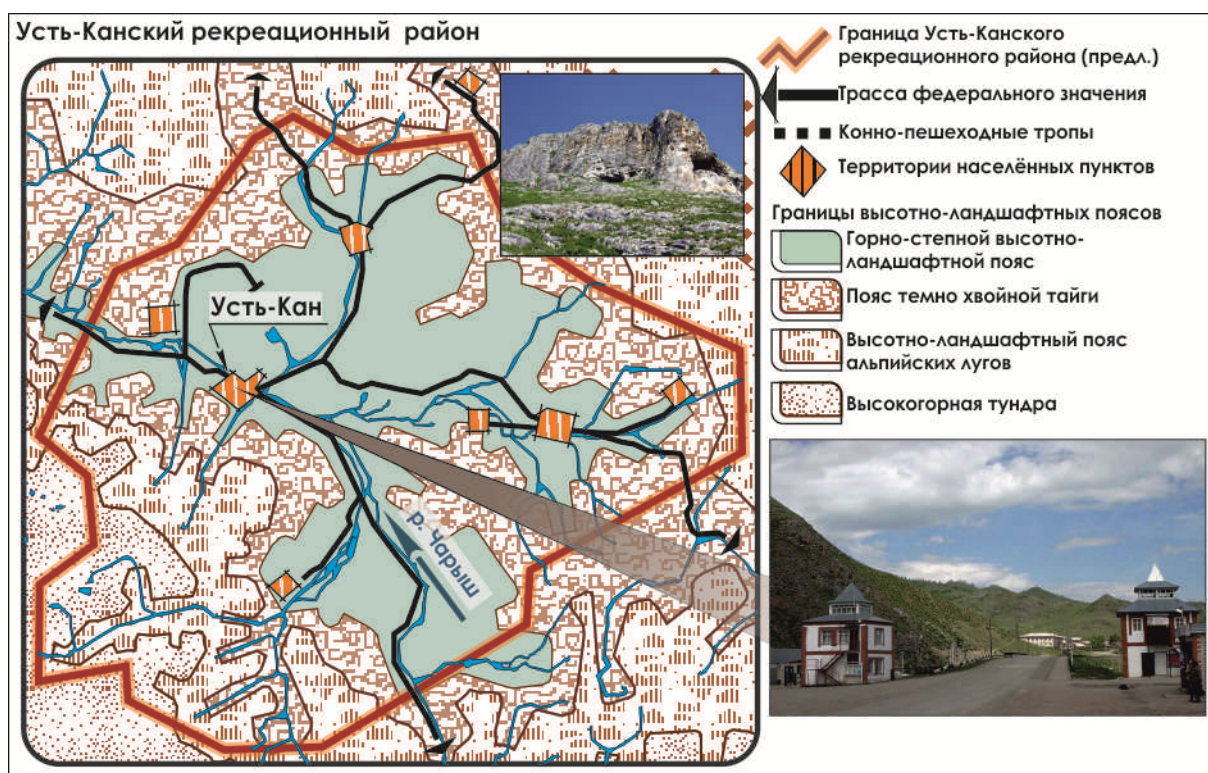 Усть-Канский рекреационный район
Усть-Кан
р. Чарыш
Граница Усть-Канского
рекреационного района (предл.)
Трасса федерального значения
Конно-пешеходные тропы
Территории населённых пунктов
Границы высотно-ландшафтных поясов
Горно-степной высотно-
ландшафтной пояс
Пояс темно хвойной тайги
Высотно-ландшафтный пояс
альпийских лугов
Высокогорная тундра